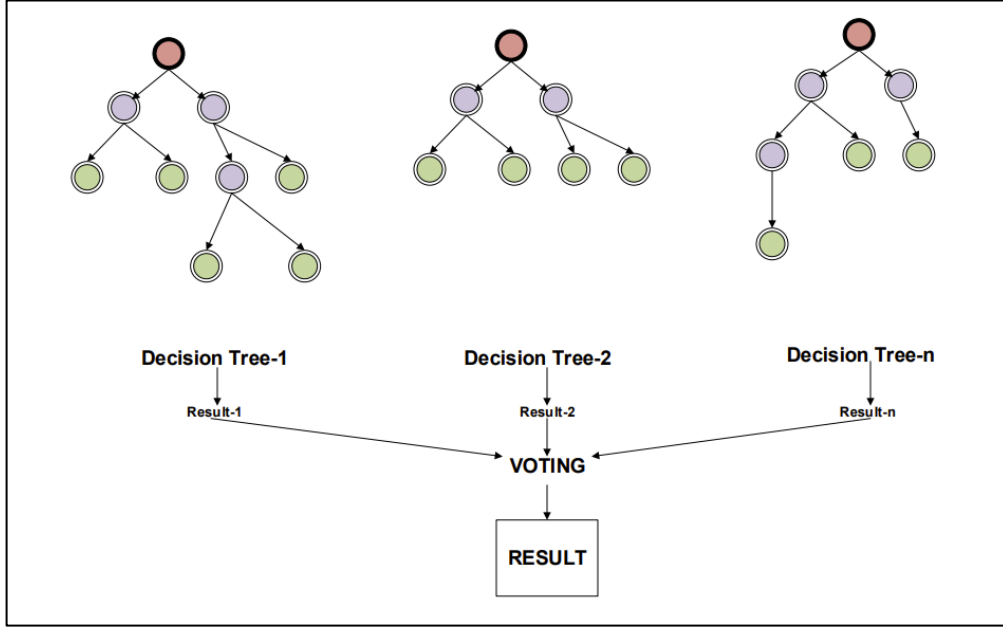 Decision Tree-1
Decision Tree-2
Decision Tree-n
Result-1
Result-2
Result-n
VOTING
RESULT